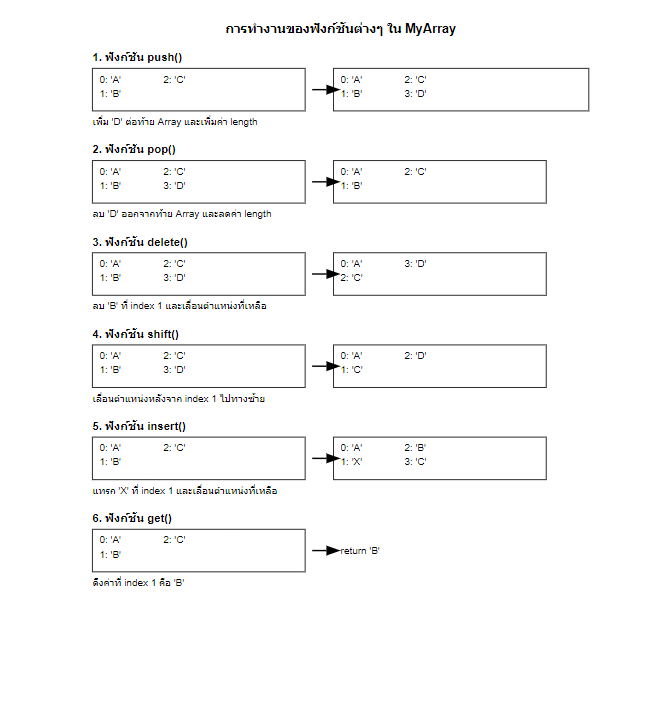 การทำงานของฟังก์ชันต่างๆ ใน MyArray
1. ฟังก์ชัน push()
0: 'A' 2: 'C' 0: 'A' 2: 'C'
1: 'B' 1: 'B' 3: 'D'
เพิ่ม 'D' ต่อท้าย Array และเพิ่มค่า length
2. ฟังก์ชัน pop()
0: 'A' 2: 'C' 0: 'A' 2: 'C'
1: 'B' 3: 'D' 1: 'B'
ลบ 'D' ออกจากท้าย Array และลดค่า length
3. ฟังก์ชัน delete()
0: 'A' 2: 'C' 0: 'A' 3: 'D'
1: 'B' 3: 'D' 2: 'C'
ลบ 'B' ที่ index 1 และเลื่อนตำแหน่งที่เหลือ
4. ฟังก์ชัน shift()
0: 'A' 2: 'C' 0: 'A' 2: 'D'
1: 'B' 3: 'D' 1: 'C'
เลื่อนตำแหน่งหลังจาก index 1 ไปทางซ้าย
5. ฟังก์ชัน insert()
0: 'A' 2: 'C' 0: 'A' 2: 'B'
1: 'B' 1: 'X' 3: 'C'
แทรก 'X' ที่ index 1 และเลื่อนตำแหน่งที่เหลือ
6. ฟังก์ชัน get()
0: 'A' 2: 'C'
1: 'B' return 'B'
ดึงค่าที่ index 1 คือ 'B'